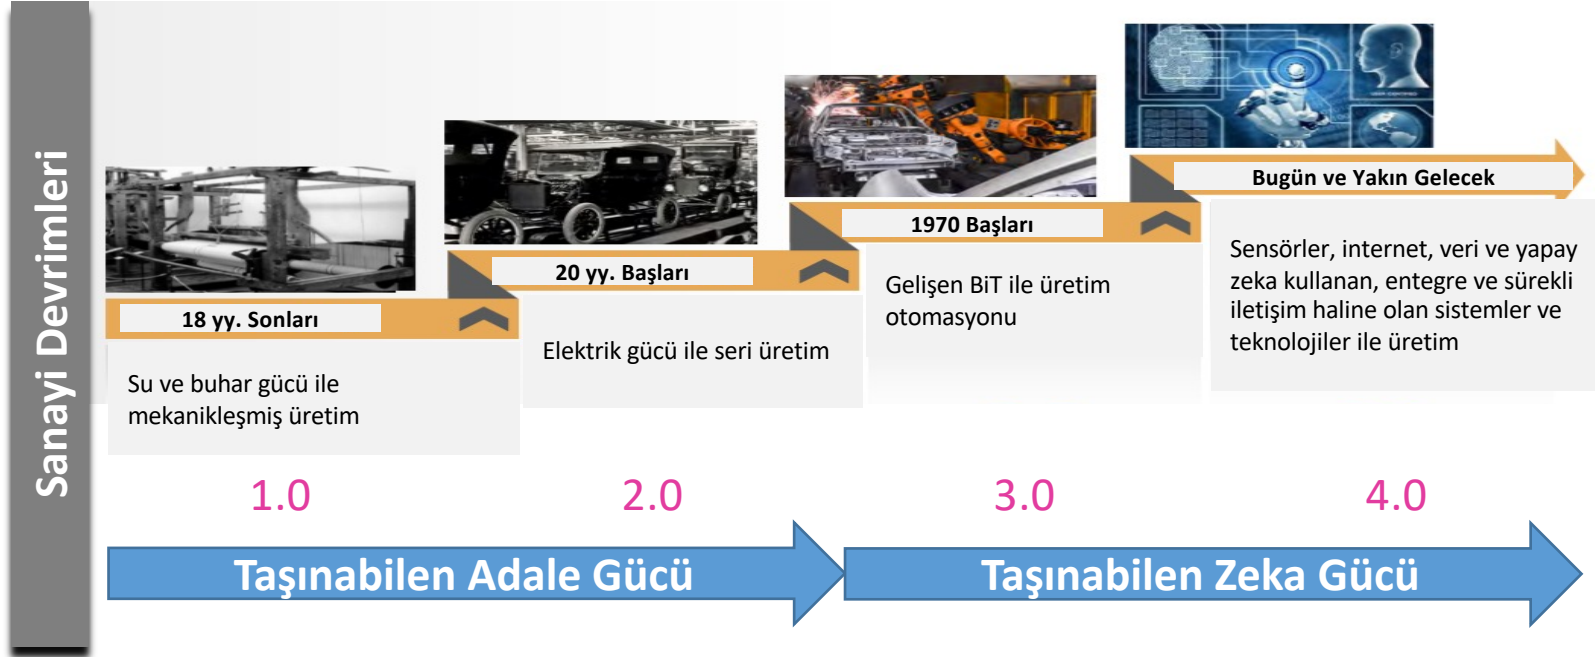 Sanayi Devrimleri
18 yy. Sonları
Su ve buhar gücü ile
mekanikleşmiş üretim
20 yy. Başları
Elektrik gücü ile seri üretim
1970 Başları
Gelişen BiT ile üretim
otomasyonu
Bugün ve Yakın Gelecek
Sensörler, internet, veri ve yapay
zeka kullanan, entegre ve sürekli
iletişim haline olan sistemler ve
teknolojiler ile üretim
1.0
2.0
3.0
4.0
Taşınabilen Adale Gücü
Taşınabilen Zeka Gücü